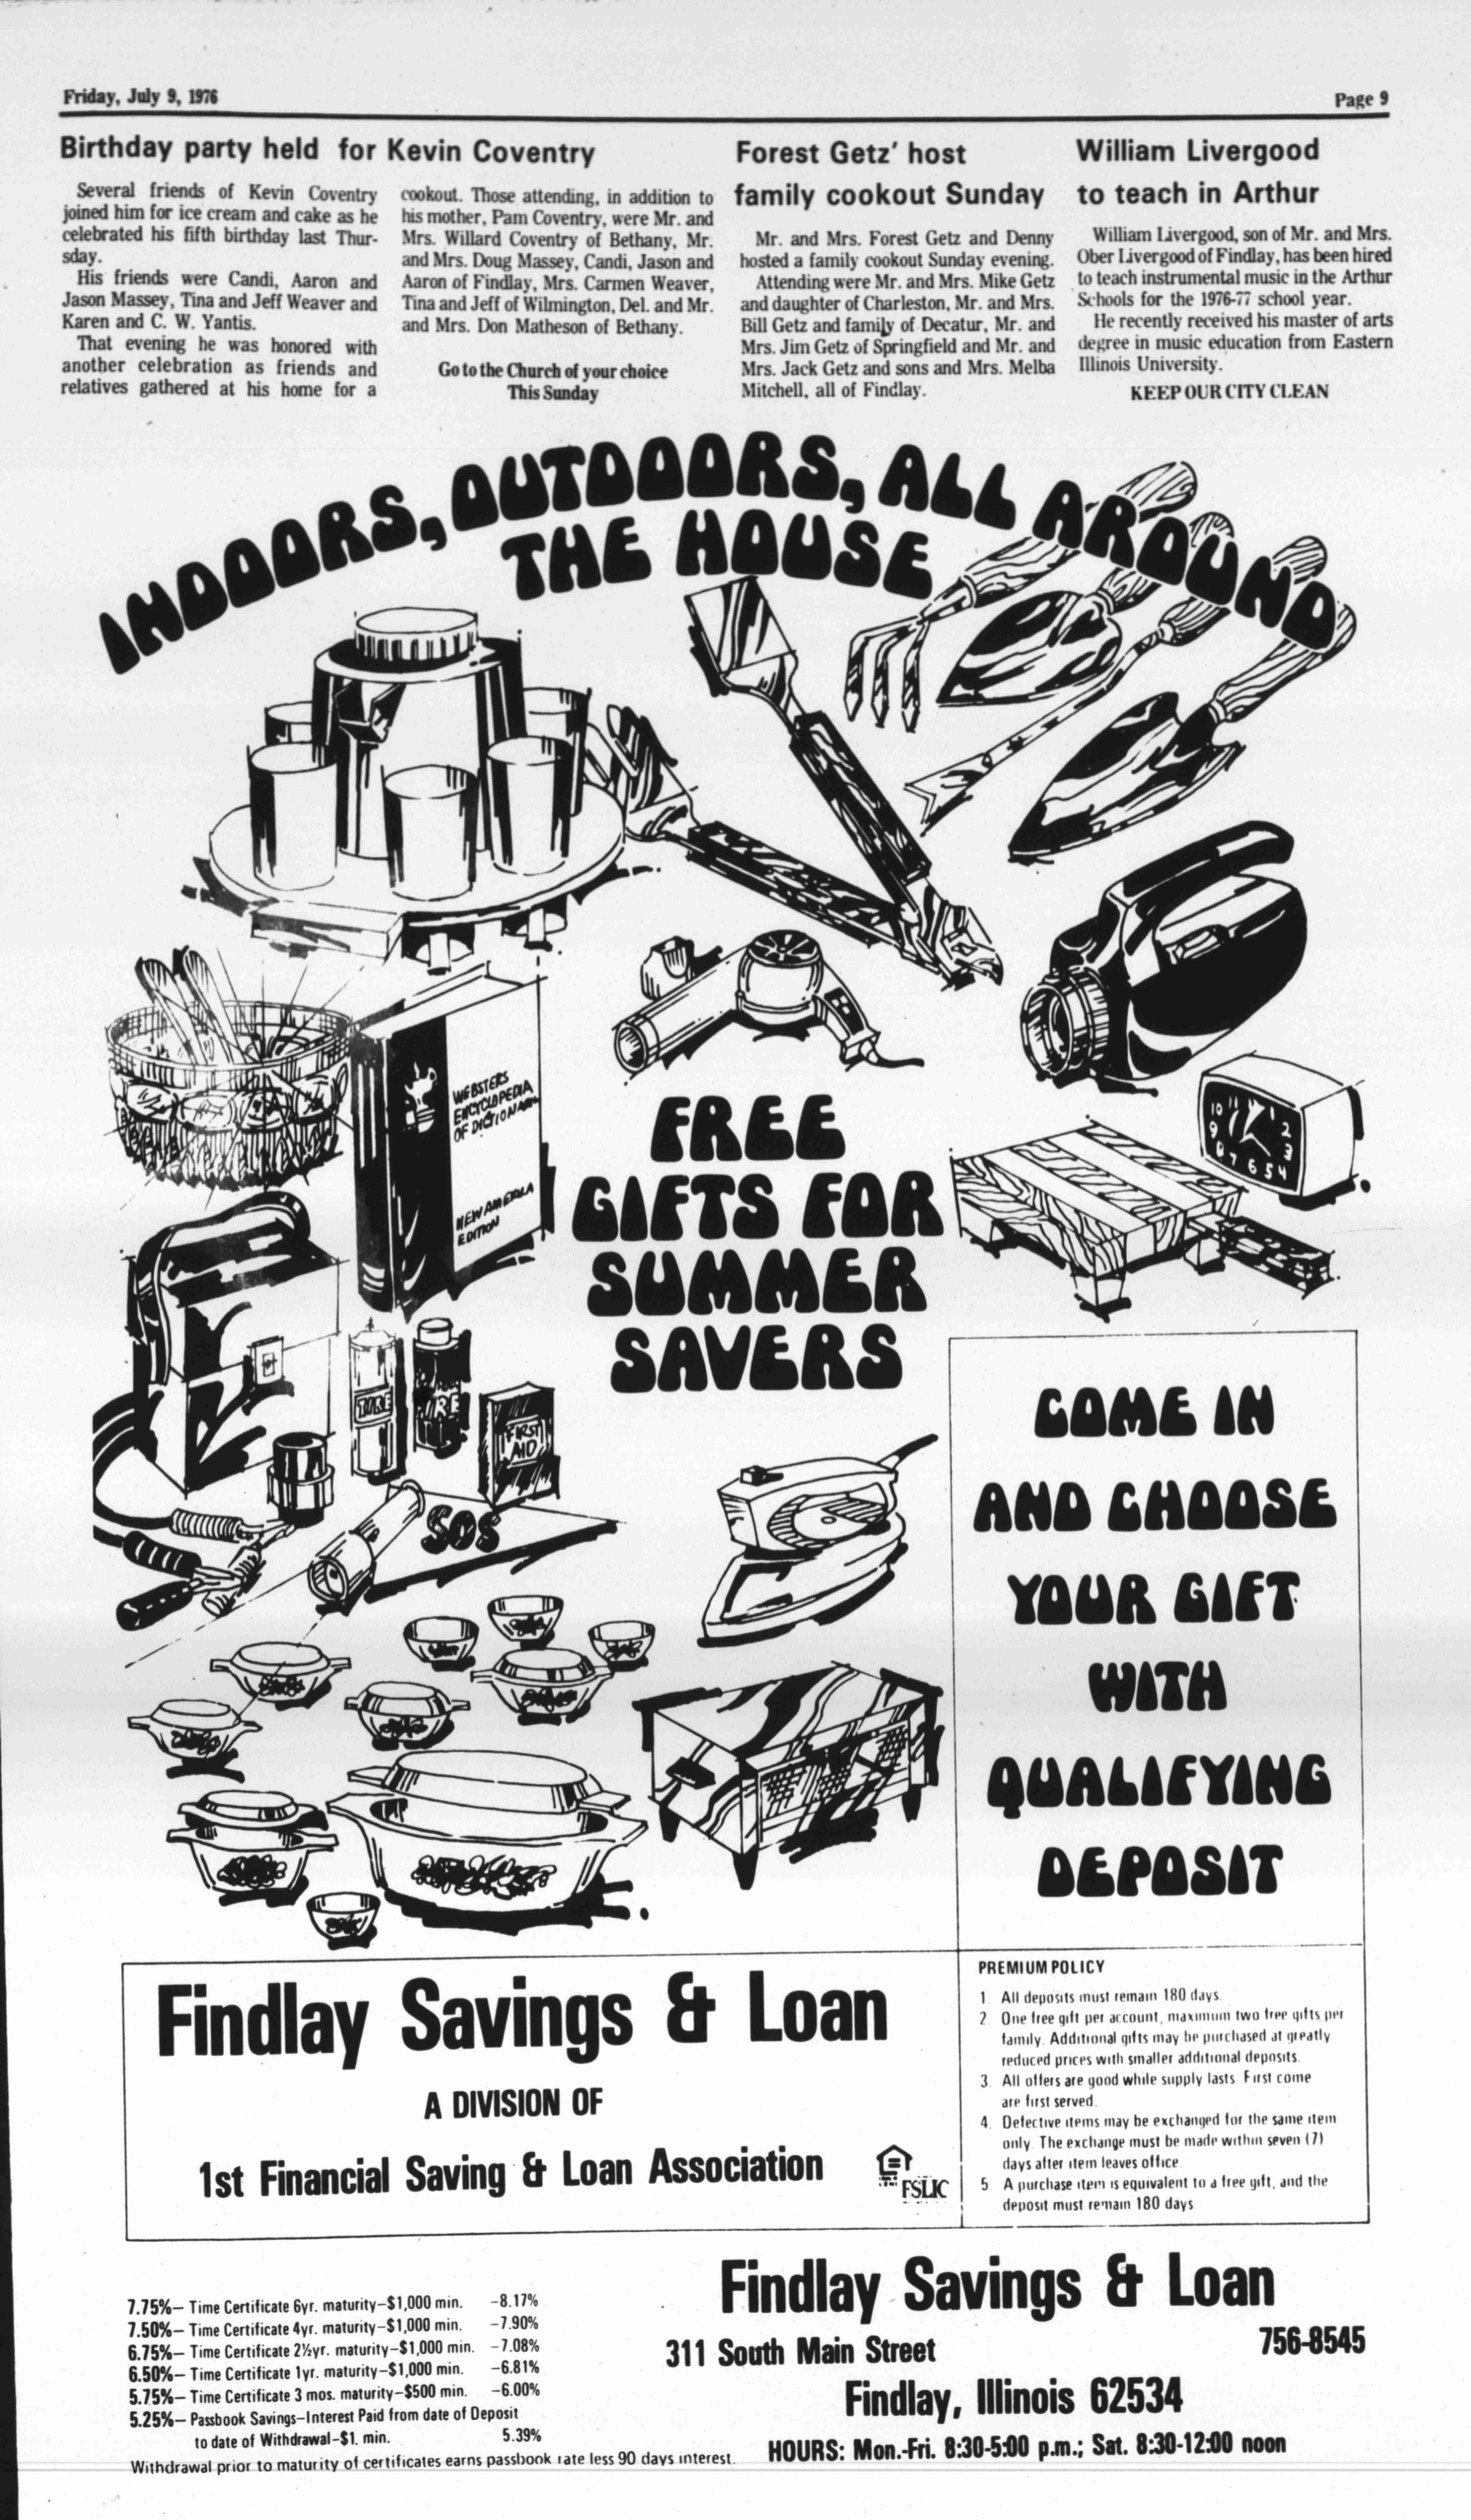 Friday, July 9, 1976
Page 9
Birthday party held for Kevin Coventry
Several friends of Kevin Coventry
joined him for ice cream and cake as he
celebrated his fifth birthday last Thur-
sday.
His friends were Candi, Aaron and
Jason Massey, Tina and Jeff Weaver and
Karen and C. W. Yantis.
That evening he was honored with
another celebration as friends and
relatives gathered at his home for a
cookout. Those attending, in addition to
his mother, Pam Coventry, were Mr. and
Mrs. Willard Coventry of Bethany, Mr.
and Mrs. Doug Massey, Candi, Jason and
Aaron of Findlay, Mrs. Carmen Weaver,
Tina and Jeff of Wilmington, Del. and Mr.
and Mrs. Don Matheson of Bethany.
Go to the Church of your choice
This Sunday
Forest Getz' host
family cookout Sunday
Mr. and Mrs. Forest Getz and Denny
hosted a family cookout Sunday evening.
Attending were Mr. and Mrs. Mike Getz
and daughter of Charleston, Mr. and Mrs.
Bill Getz and family of Decatur, Mr. and
Mrs. Jim Getz of Springfield and Mr. and
Mrs. Jack Getz and sons and Mrs. Melba
Mitchell, all of Findlay.
William Livergood
to teach in Arthur
William Livergood, son of Mr. and Mrs.
Ober Livergood of Findlay, has been hired
to teach instrumental music in the Arthur
Schools for the 1976-77 school year.
He recently received his master of arts
degree in music education from Eastern
Illinois University.
KEEP OUR CITY CLEAN
INDOORS, OUTDOORS, ALL AROUND
THE HOUSE
WEBSTERS
ENCYCLOPEDIA
OF DICTIONARY
NEW AMERICA
EDITION
FREE
GIFTS FOR
SUMMER
SAVERS
10 11 1 2 3 4 5 6 7 8 9
TIRE
FIRST
AID
SOS
COME IN
AND CHOOSE
YOUR GIFT
WITH
QUALIFYING
DEPOSIT
Findlay Savings & Loan
A DIVISION OF
1st Financial Saving & Loan Association
FSLIC
PREMIUM POLICY
1. All deposits must remain 180 days.
2. One free gift per account, maximum two free gifts per
family. Additional gifts may be purchased at greatly
reduced prices with smaller additional deposits.
3. All offers are good while supply lasts. First come
are first served.
4. Defective items may be exchanged for the same item
only. The exchange must be made within seven (7)
days after item leaves office.
5. A purchase item is equivalent to a free gift, and the
deposit must remain 180 days
7.75%— Time Certificate 6yr. maturity—$1,000 min. -8.17%
7.50%— Time Certificate 4yr. maturity—$1,000 min. -7.90%
6.75%— Time Certificate 2½yr. maturity—$1,000 min. -7.08%
6.50%— Time Certificate 1yr. maturity—$1,000 min. -6.81%
5.75%— Time Certificate 3 mos. maturity—$500 min. -6.00%
5.25%— Passbook Savings—Interest Paid from date of Deposit
to date of Withdrawal-$1. min. 5.39%
Withdrawal prior to maturity of certificates earns passbook rate less 90 days interest.
Findlay Savings & Loan
311 South Main Street
756-8545
Findlay, Illinois 62534
HOURS: Mon.-Fri. 8:30-5:00 p.m.; Sat. 8:30-12:00 noon